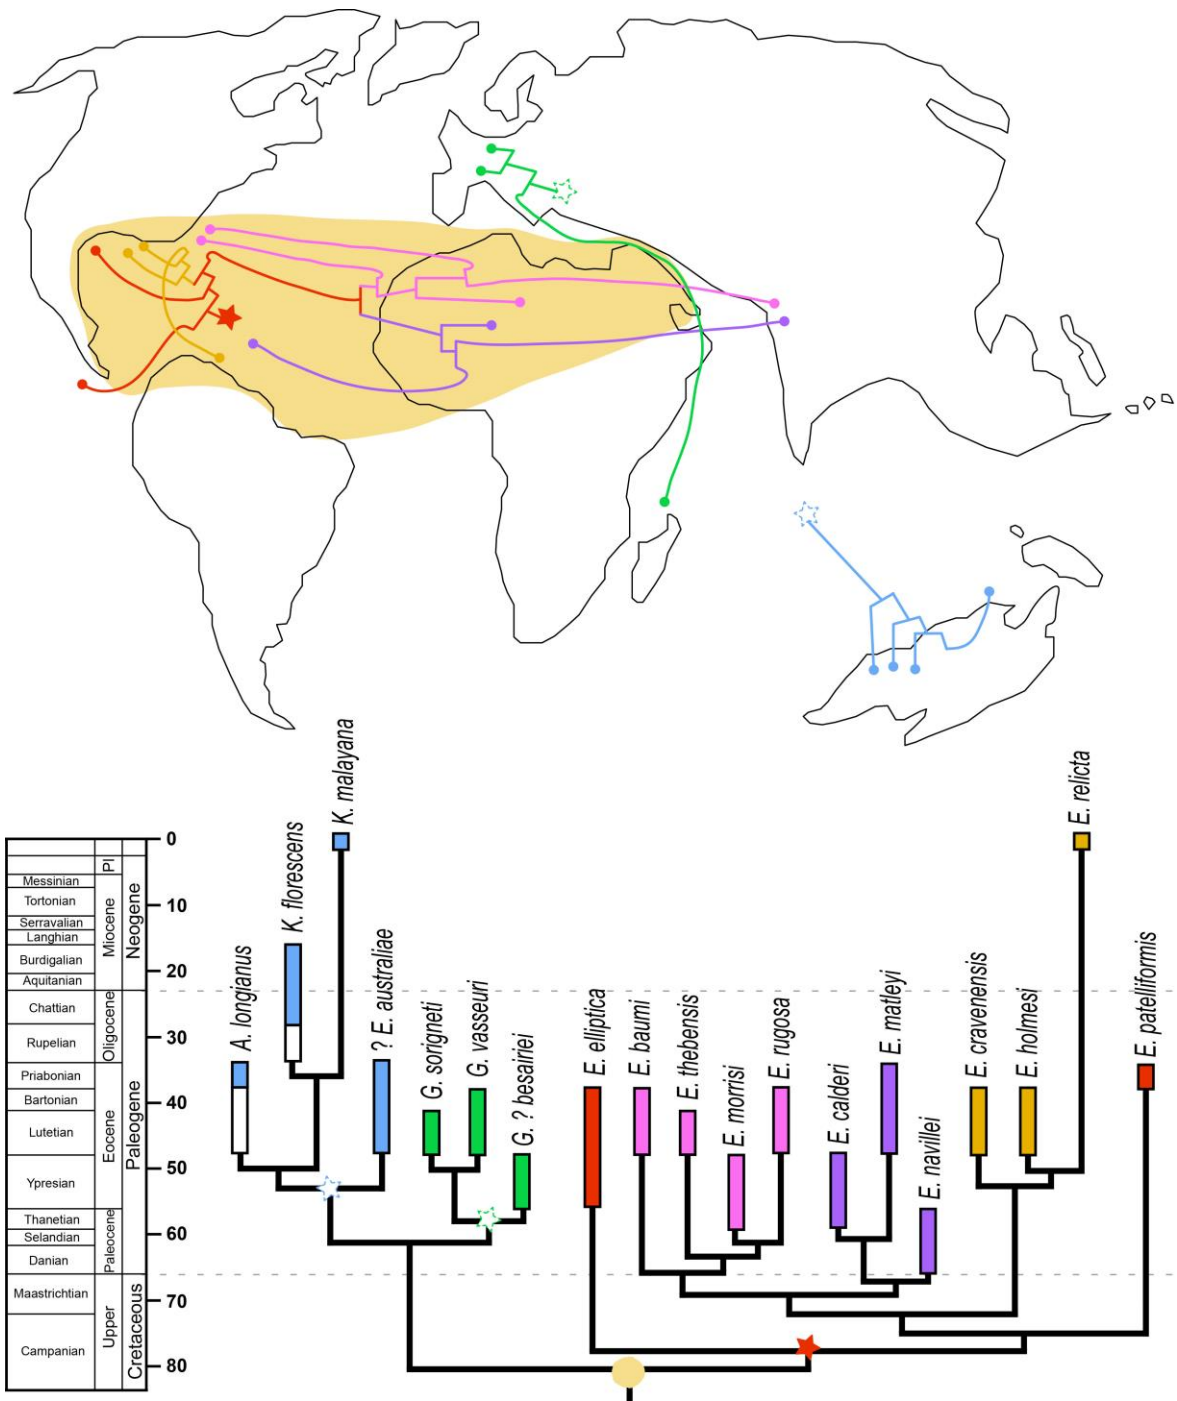 K. malayana
E. relicta
K. florescens
A. longianus
? E. australiae
G. sorigneti
G. vasseuri
G. ? besairiei
E. elliptica
E. baumi
E. thebensis
E. morrisi
E. rugosa
E. calderi
E. matleyi
E. navillei
E. cravenensis
E. holmesi
E. patelliformis
Messinian
Tortonian
Serravalian
Langhian
Burdigalian
Aquitanian
Chattian
Rupelian
Priabonian
Bartonian
Lutetian
Ypresian
Thanetian
Selandian
Danian
Maastrichtian
Campanian
Pl
Miocene
Oligocene
Eocene
Paleocene
Upper
Neogene
Paleogene
Cretaceous
0
10
20
30
40
50
60
70
80